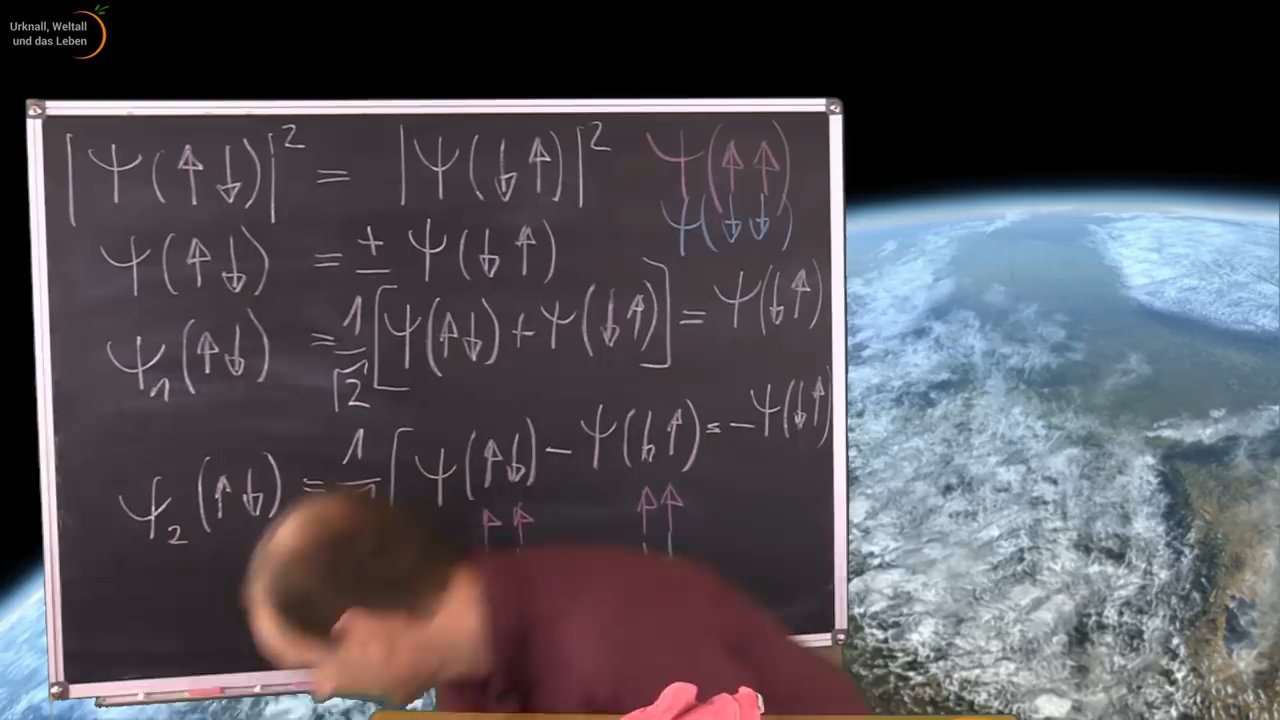 Urknall, Weltall
und das Leben
|Ψ(↑↓)|² = |Ψ(↓↑)|² Ψ(↑↑)
Ψ(↓↓)
Ψ(↑↓) = ± Ψ(↓↑)
Ψ₁(↑↓) = 1/√2 [Ψ(↑↓) + Ψ(↓↑)] = Ψ(↓↑)
Ψ₂(↑↓) = 1 [Ψ(↑↓) − Ψ(↓↑) = −Ψ(↓↑)
↑↑ ↑↑